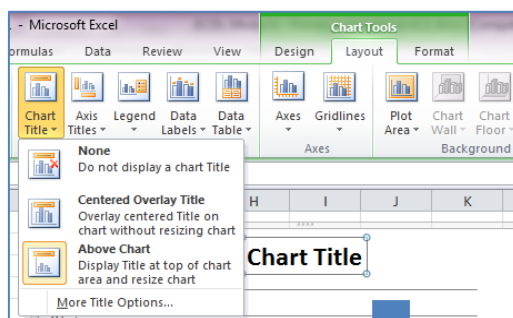 - Microsoft Excel
Chart Tools
ormulas Data Review View Design Layout Format
Chart Title
Axis Titles
Legend
Data Labels
Data Table
Axes
Gridlines
Plot Area
Chart Wall
Chart Floor
Axes
Background
None
Do not display a chart Title
Centered Overlay Title
Overlay centered Title on
chart without resizing chart
Above Chart
Display Title at top of chart
area and resize chart
More Title Options...
H I J K
Chart Title